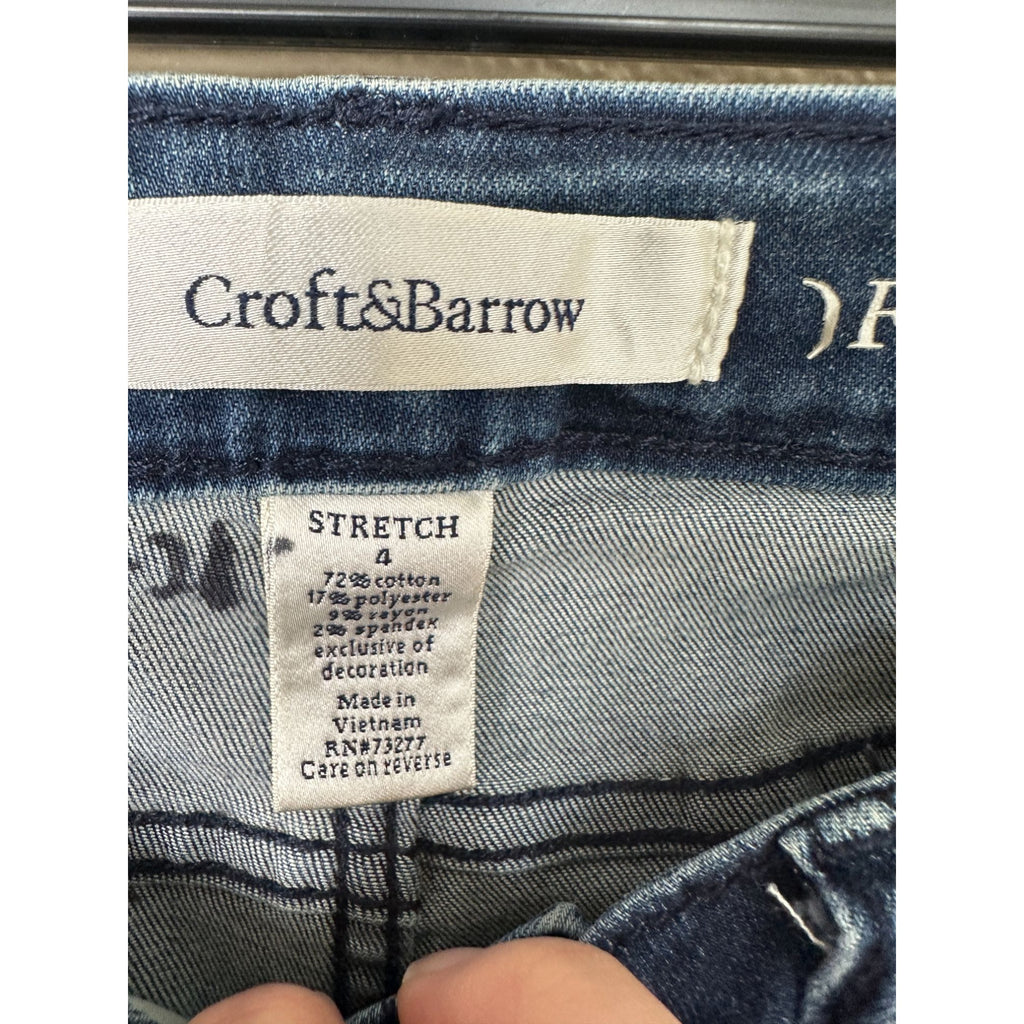 Croft&Barrow
)R
STRETCH
4
72% cotton
17% polyester
9% rayon
2% spandex
exclusive of
decoration
Made in
Vietnam
RN#73277
Care on reverse